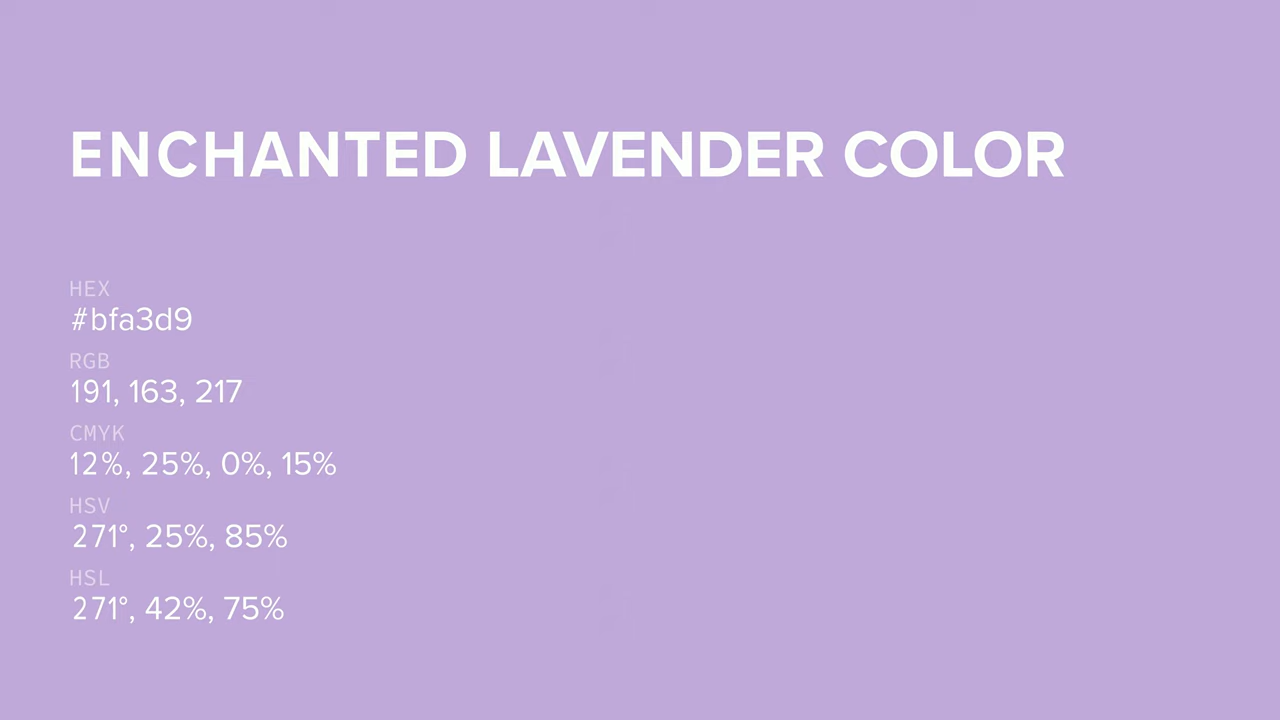 ENCHANTED LAVENDER COLOR
HEX
#bfa3d9
RGB
191, 163, 217
CMYK
12%, 25%, 0%, 15%
HSV
271°, 25%, 85%
HSL
271°, 42%, 75%